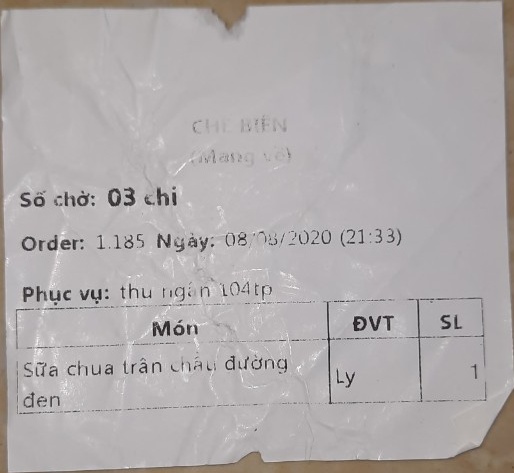 CHẾ BIẾN
(Mang về)
Số chờ: 03 chi
Order: 1.185 Ngày: 08/08/2020 (21:33)
Phục vụ: thu ngân 104tp
Món ĐVT SL
Sữa chua trân châu đường
đen Ly 1